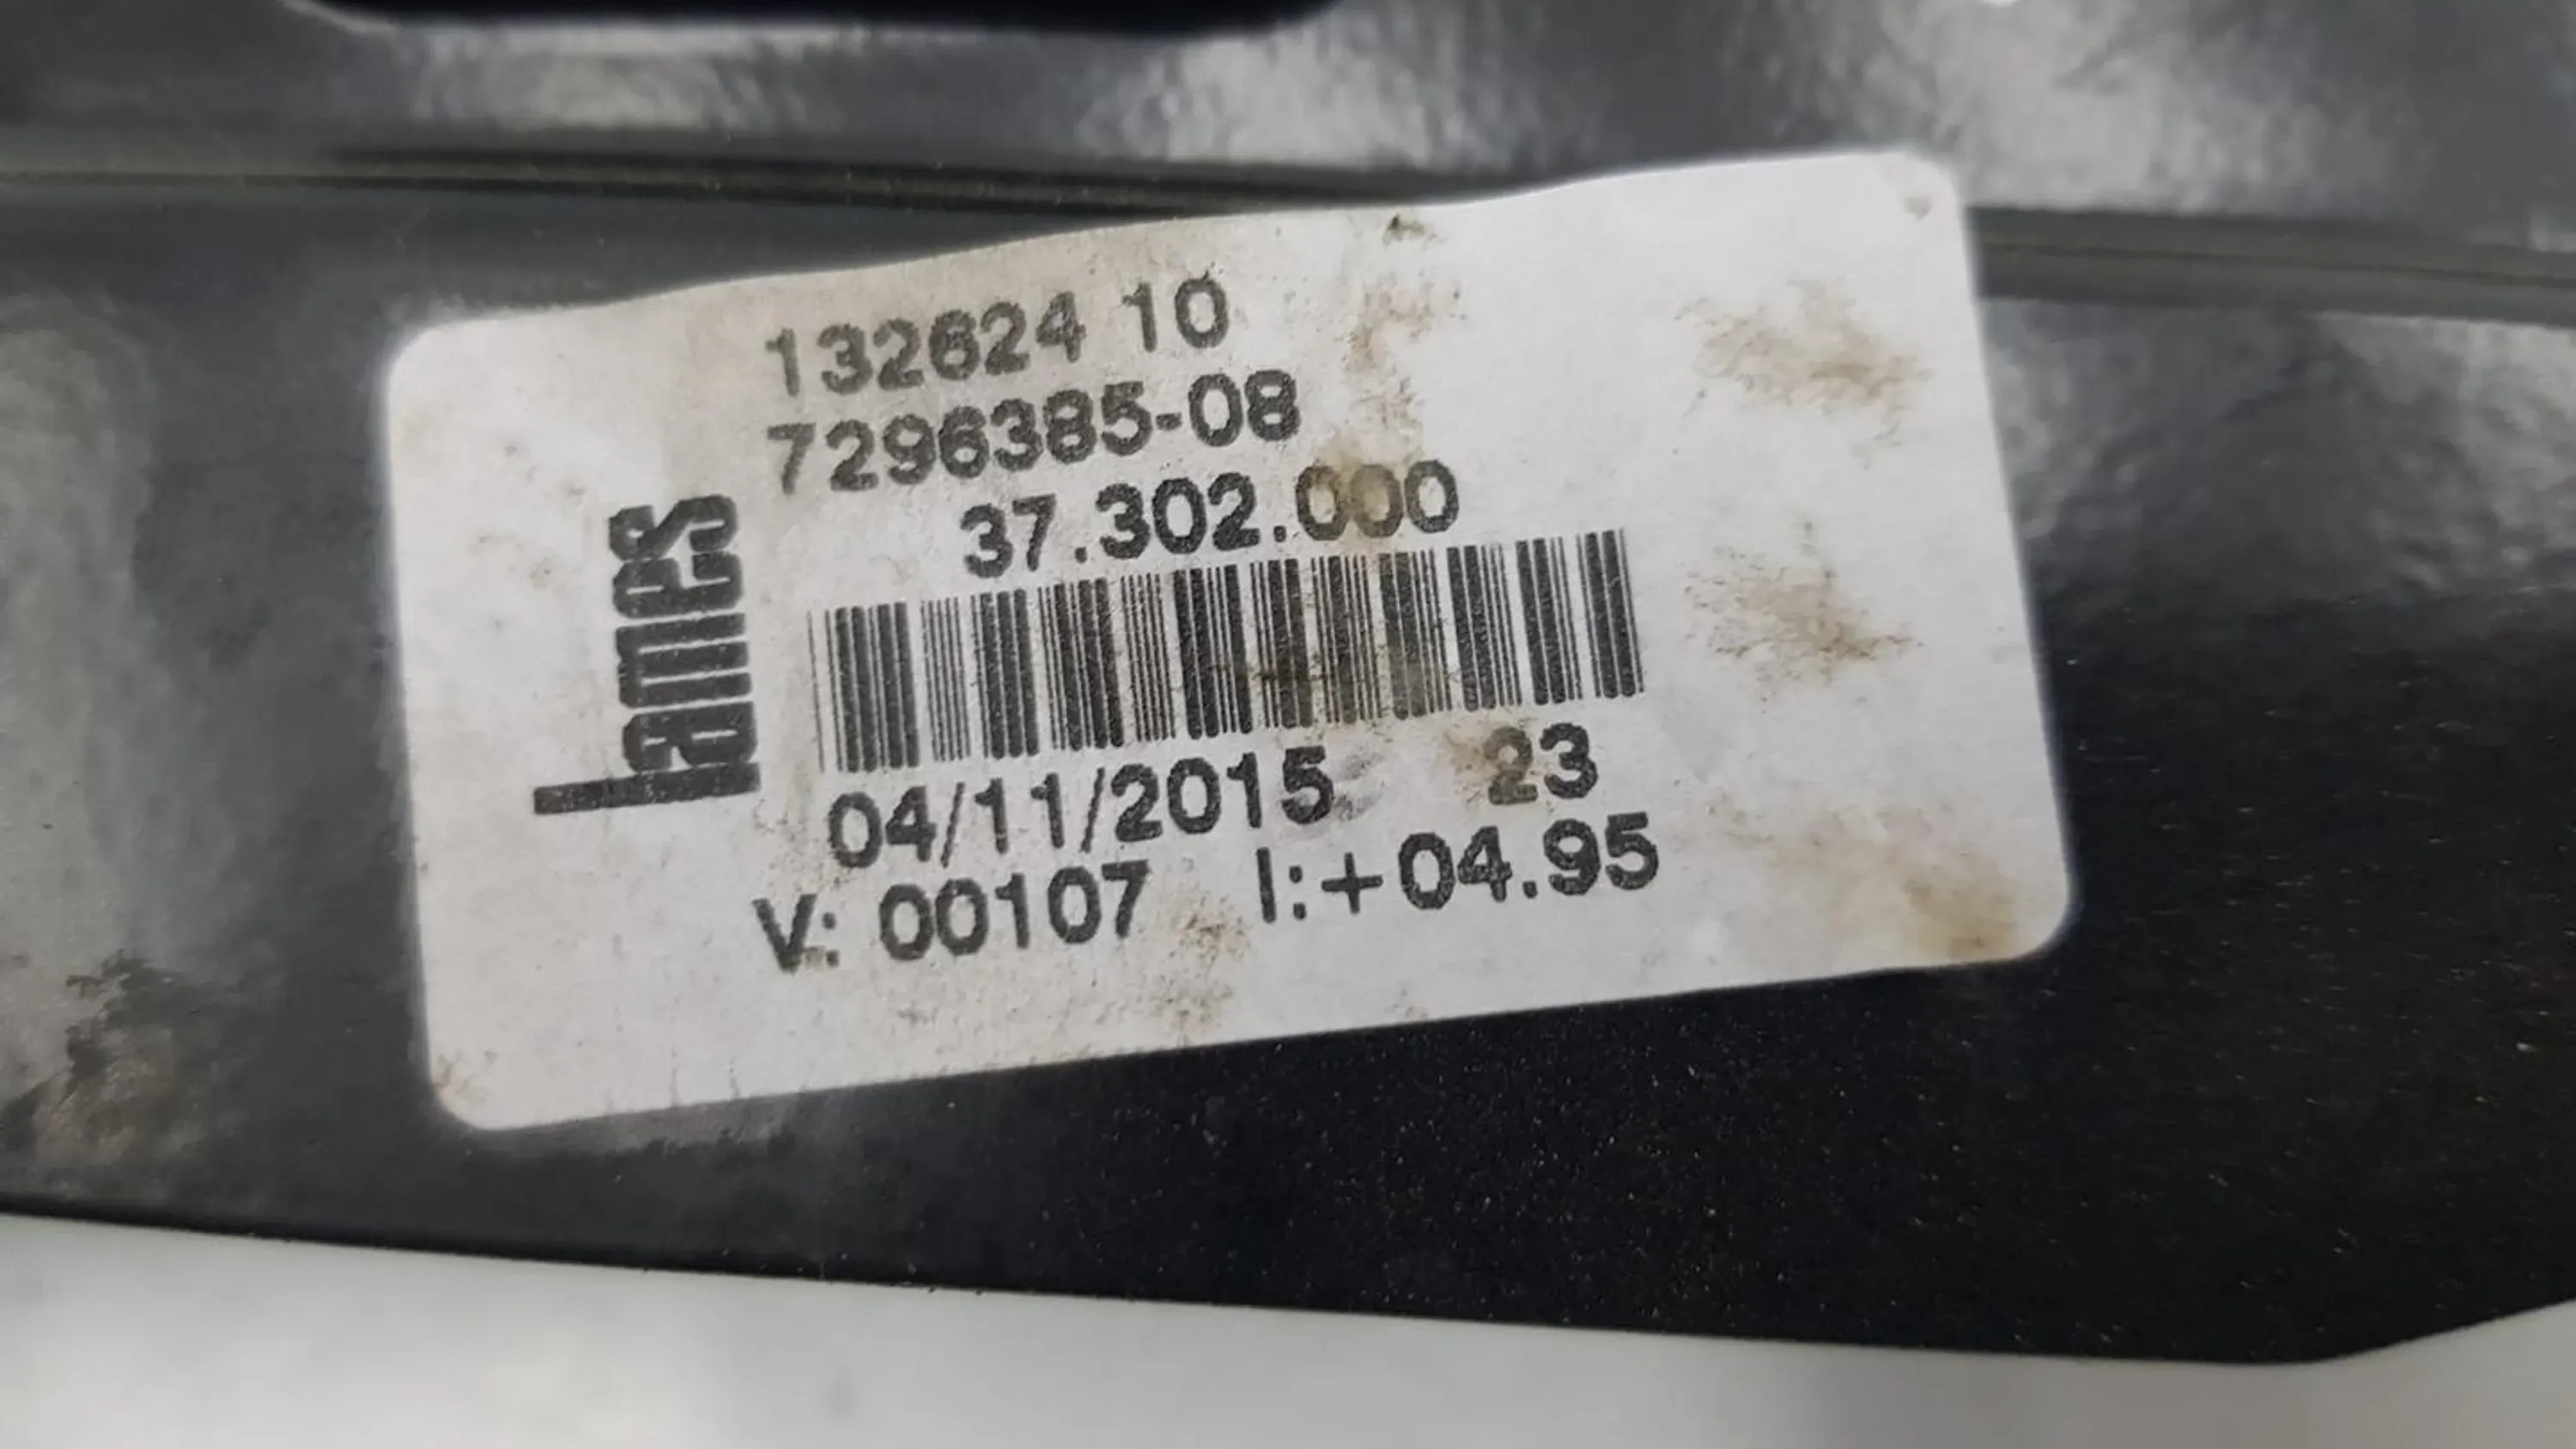 132624 10
7296385-08
37.302.000
lames
04/11/2015 23
V: 00107 I:+04.95